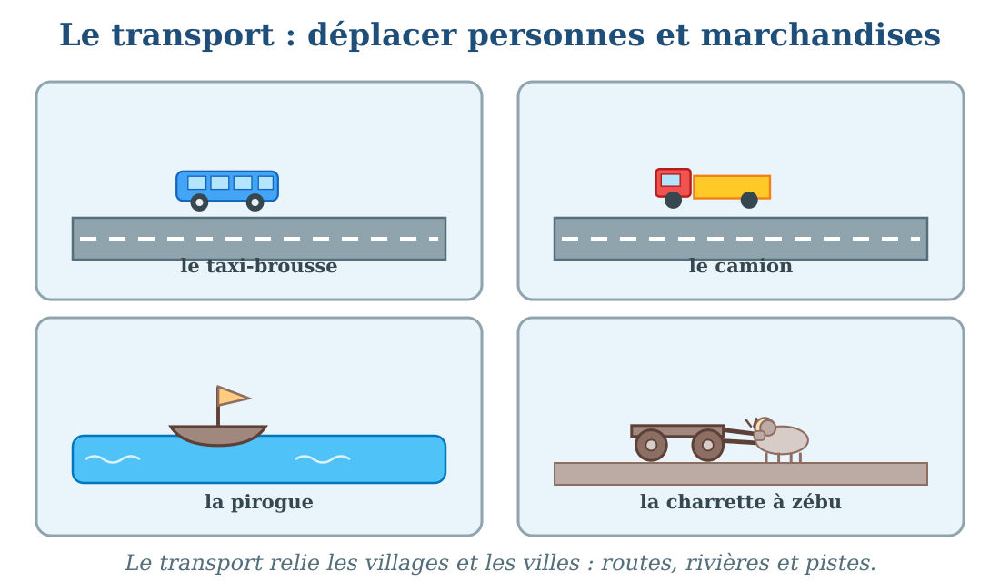 Le transport : déplacer personnes et marchandises
le taxi-brousse
le camion
la pirogue
la charrette à zébu
Le transport relie les villages et les villes : routes, rivières et pistes.